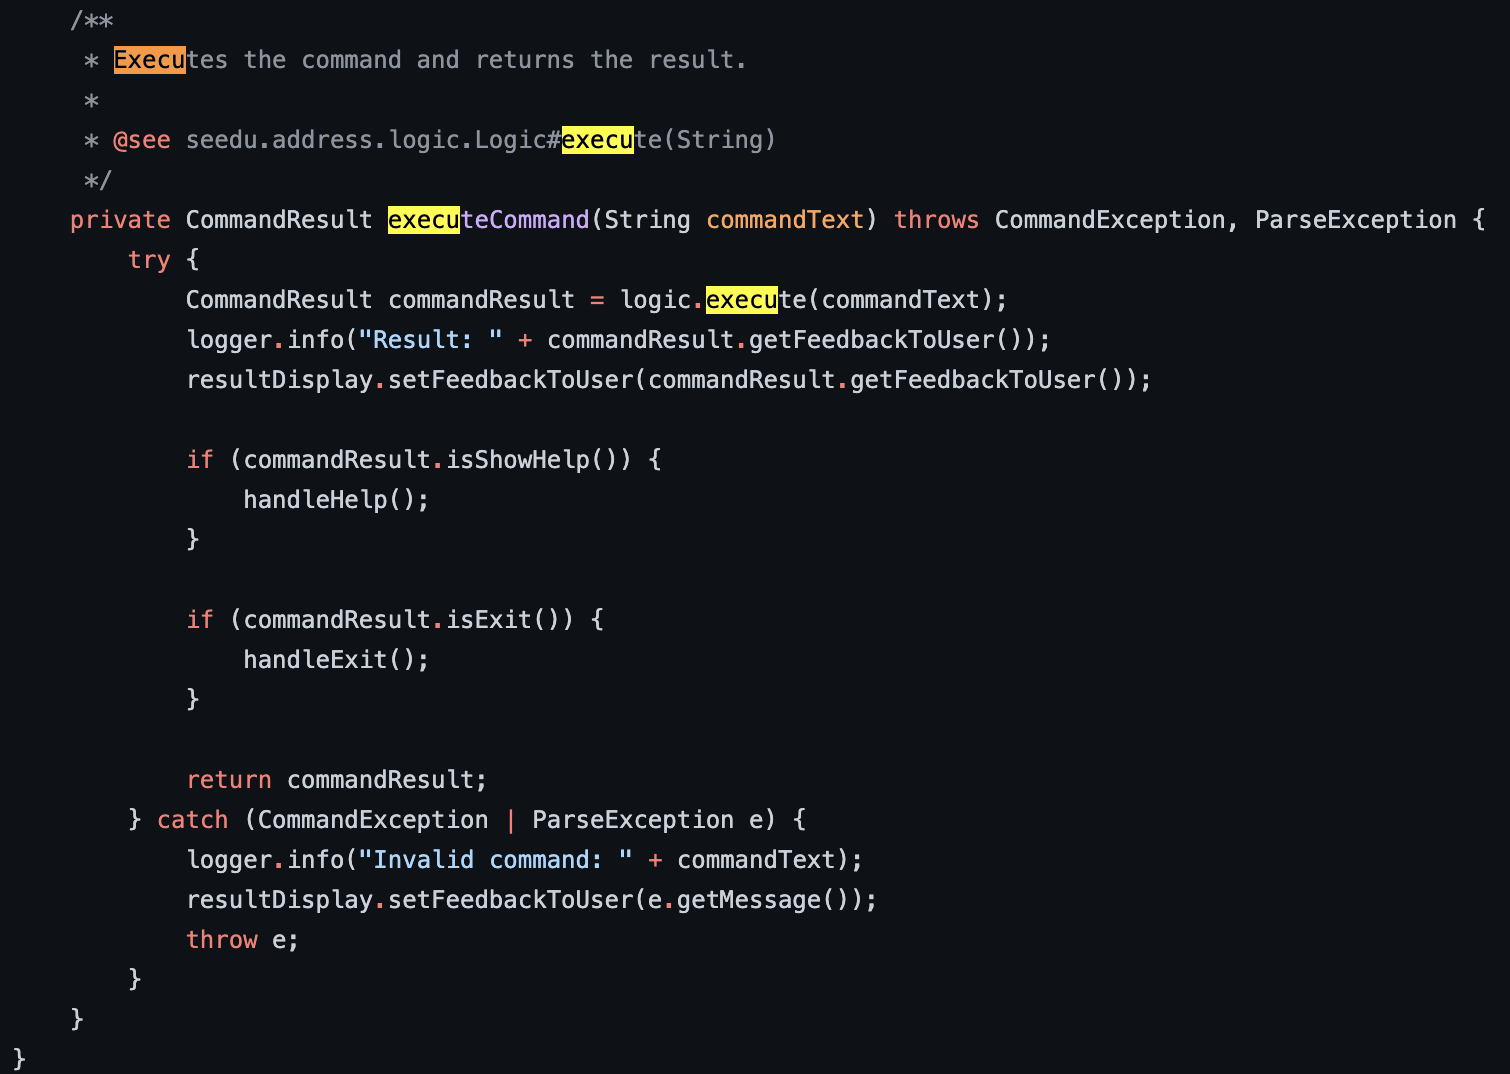 /**
* Executes the command and returns the result.
*
* @see seedu.address.logic.Logic#execute(String)
*/
private CommandResult executeCommand(String commandText) throws CommandException, ParseException {
try {
CommandResult commandResult = logic.execute(commandText);
logger.info("Result: " + commandResult.getFeedbackToUser());
resultDisplay.setFeedbackToUser(commandResult.getFeedbackToUser());
if (commandResult.isShowHelp()) {
handleHelp();
}
if (commandResult.isExit()) {
handleExit();
}
return commandResult;
} catch (CommandException | ParseException e) {
logger.info("Invalid command: " + commandText);
resultDisplay.setFeedbackToUser(e.getMessage());
throw e;
}
}
}